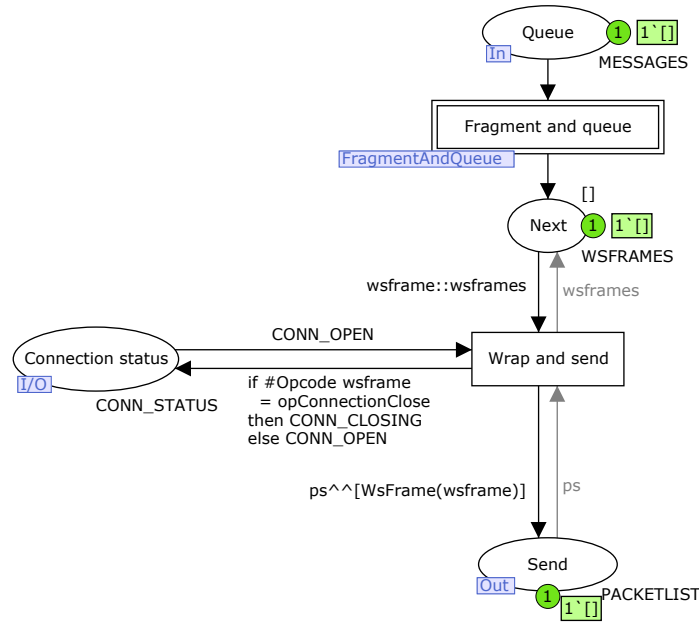 Queue
1
1`[]
In
MESSAGES
Fragment and queue
FragmentAndQueue
[]
Next
1
1`[]
WSFRAMES
wsframe::wsframes
wsframes
CONN_OPEN
Connection status
Wrap and send
I/O
CONN_STATUS
if #Opcode wsframe
= opConnectionClose
then CONN_CLOSING
else CONN_OPEN
ps^^[WsFrame(wsframe)]
ps
Send
Out
1
1`[]
PACKETLIST